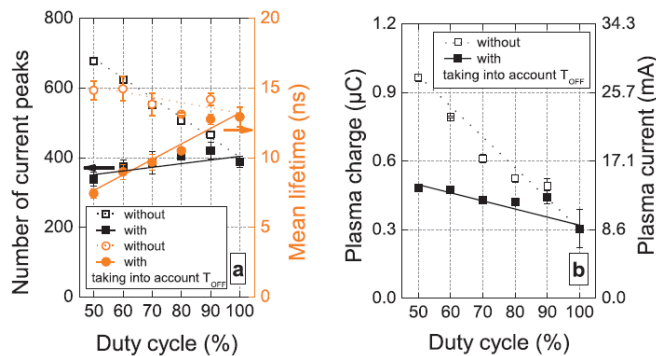 800
600
400
200
0
Number of current peaks
20
15
10
5
0
Mean lifetime (ns)
without
with
without
with
taking into account T_OFF
a
50 60 70 80 90 100
Duty cycle (%)
1.2
0.9
0.6
0.3
0.0
Plasma charge (µC)
34.3
25.7
17.1
8.6
0.0
Plasma current (mA)
without
with
taking into account T_OFF
b
50 60 70 80 90 100
Duty cycle (%)